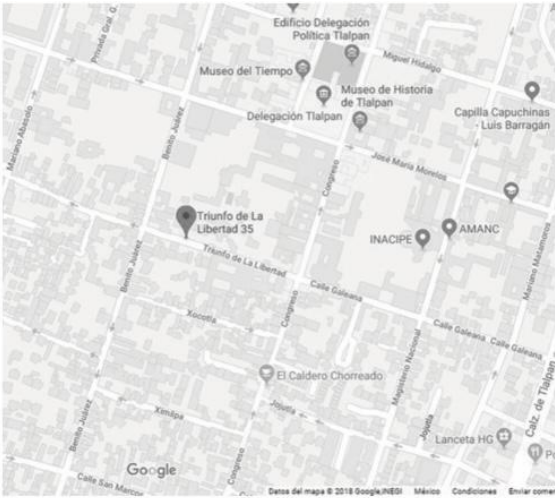 Edificio Delegación
Política Tlalpan
Privada Gral. G.
Miguel Hidalgo
Museo del Tiempo
Museo de Historia
de Tlalpan
Delegación Tlalpan
Capilla Capuchinas
- Luis Barragán
Mariano Abasolo
Benito Juárez
José María Morelos
Congreso
Triunfo de La
Libertad 35
INACIPE
AMANC
Mariano Matamoros
Triunfo de La Libertad
Benito Juárez
Calle Galeana
Xocotla
Congreso
Calle Galeana
Calle Galeana
Magisterio Nacional
El Caldero Chorreado
Calz. de Tlalpan
Ximilpa
Jojutla
Jojutla
Benito Juárez
Lanceta HG
Congreso
Google
Calle San Marcos
Datos del mapa © 2018 Google, INEGI
México
Condiciones